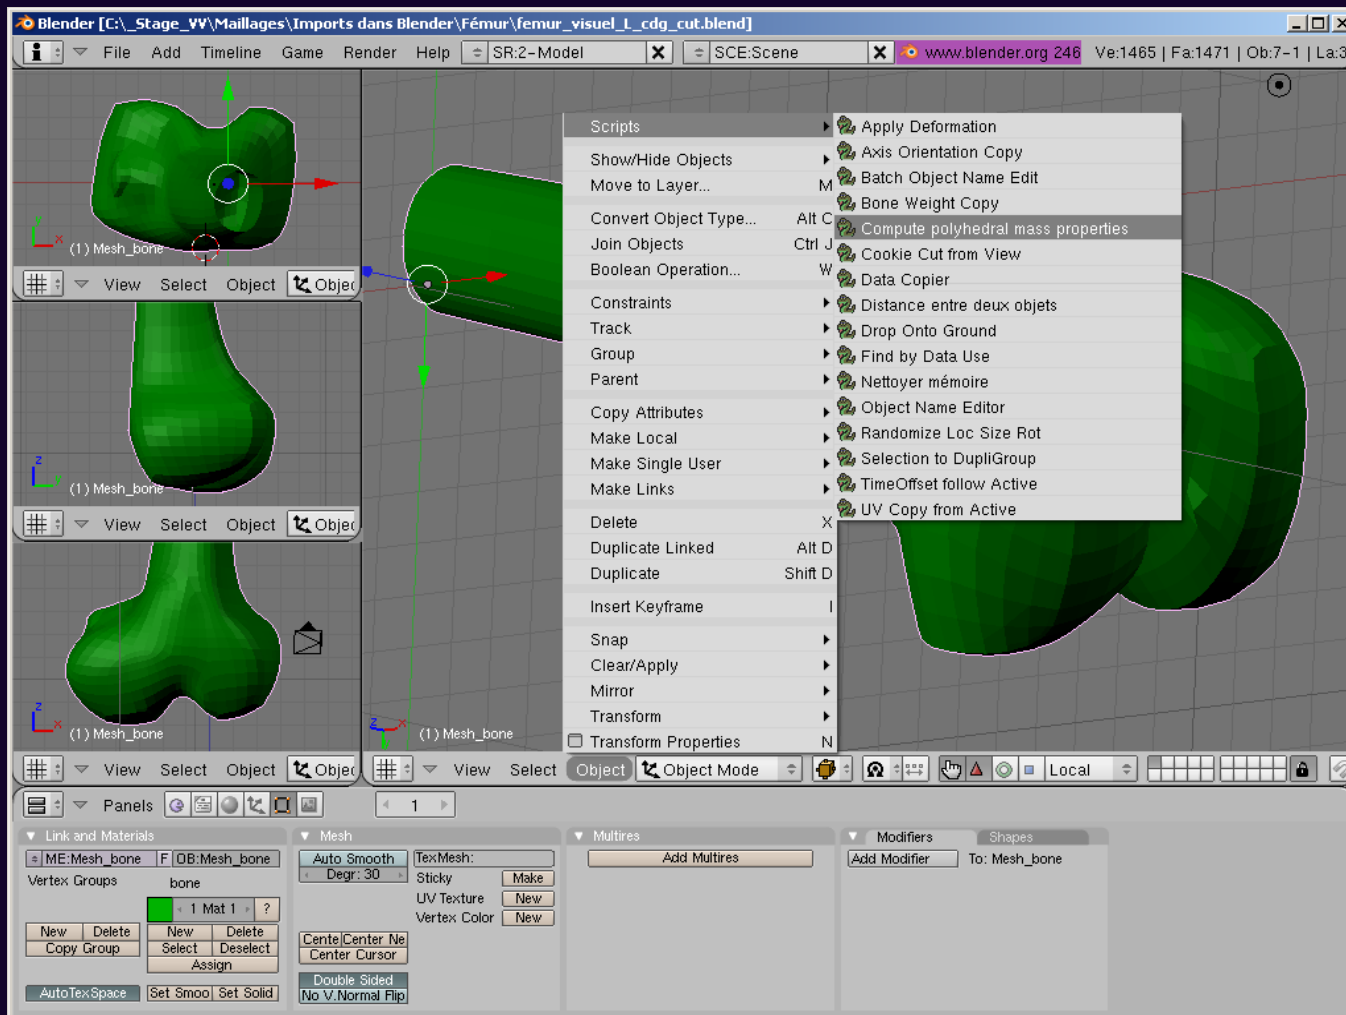 Blender [C:\_Stage_VV\Maillages\Imports dans Blender\Fémur\femur_visuel_L_cdg_cut.blend]
File Add Timeline Game Render Help SR:2-Model SCE:Scene www.blender.org 246 Ve:1465 | Fa:1471 | Ob:7-1 | La:3
y
x
(1) Mesh_bone
View Select Object Objec
z
y
(1) Mesh_bone
View Select Object Objec
z
x
(1) Mesh_bone
View Select Object Objec
Scripts
Show/Hide Objects
Move to Layer... M
Convert Object Type... Alt C
Join Objects Ctrl J
Boolean Operation... W
Constraints
Track
Group
Parent
Copy Attributes
Make Local
Make Single User
Make Links
Delete X
Duplicate Linked Alt D
Duplicate Shift D
Insert Keyframe I
Snap
Clear/Apply
Mirror
Transform
Transform Properties N
Apply Deformation
Axis Orientation Copy
Batch Object Name Edit
Bone Weight Copy
Compute polyhedral mass properties
Cookie Cut from View
Data Copier
Distance entre deux objets
Drop Onto Ground
Find by Data Use
Nettoyer mémoire
Object Name Editor
Randomize Loc Size Rot
Selection to DupliGroup
TimeOffset follow Active
UV Copy from Active
z x
(1) Mesh_bone
View Select Object Object Mode Local
Panels 1
Link and Materials
ME:Mesh_bone F OB:Mesh_bone
Vertex Groups bone
1 Mat 1 ?
New Delete New Delete
Copy Group Select Deselect
Assign
AutoTexSpace Set Smoo Set Solid
Mesh
Auto Smooth TexMesh:
Degr: 30 Sticky Make
UV Texture New
Vertex Color New
Cente Center Ne
Center Cursor
Double Sided
No V.Normal Flip
Multires
Add Multires
Modifiers Shapes
Add Modifier To: Mesh_bone